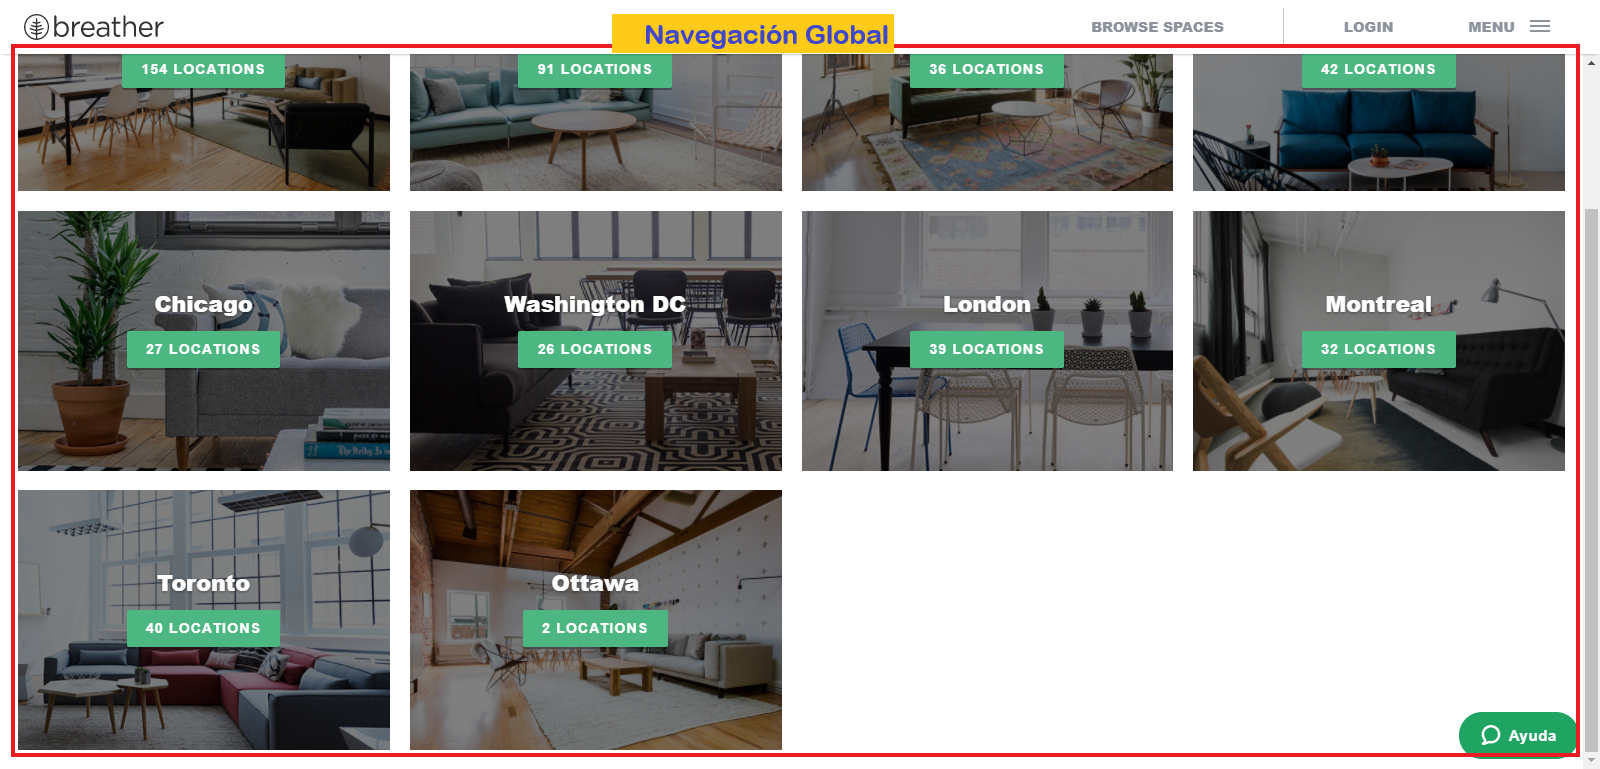 breather
Navegación Global
BROWSE SPACES
LOGIN
MENU
154 LOCATIONS
91 LOCATIONS
36 LOCATIONS
42 LOCATIONS
Chicago
27 LOCATIONS
Washington DC
26 LOCATIONS
London
39 LOCATIONS
Montreal
32 LOCATIONS
Toronto
40 LOCATIONS
Ottawa
2 LOCATIONS
Ayuda